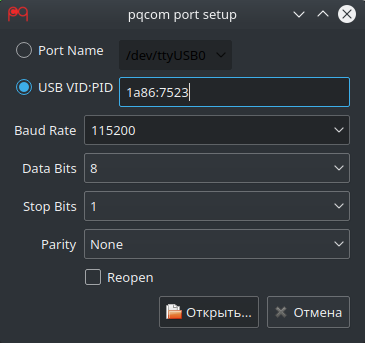 pqcom port setup
Port Name /dev/ttyUSB0
USB VID:PID 1a86:7523
Baud Rate 115200
Data Bits 8
Stop Bits 1
Parity None
Reopen
Открыть... Отмена